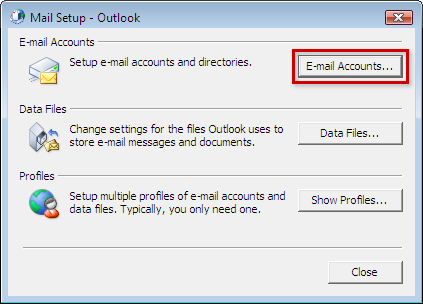 Mail Setup - Outlook
E-mail Accounts
Setup e-mail accounts and directories.
E-mail Accounts...
Data Files
Change settings for the files Outlook uses to
store e-mail messages and documents.
Data Files...
Profiles
Setup multiple profiles of e-mail accounts and
data files. Typically, you only need one.
Show Profiles...
Close